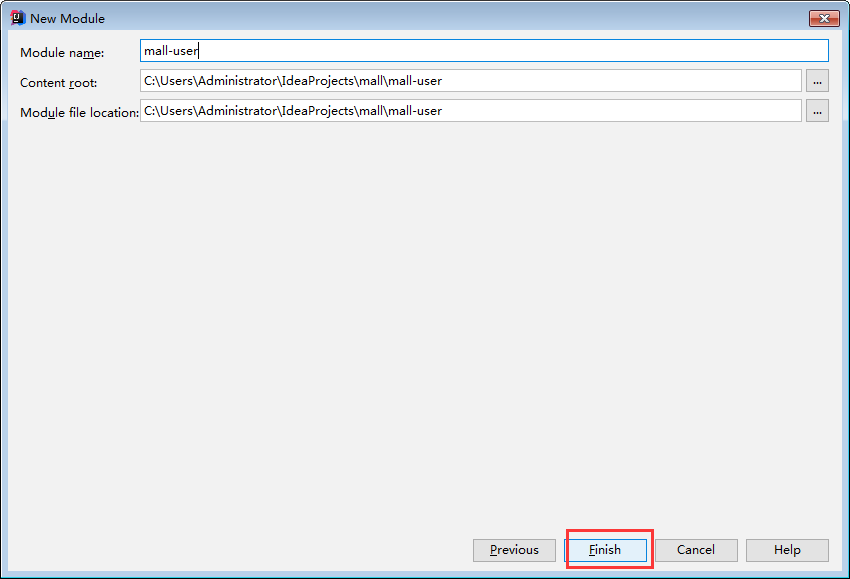 New Module
Module name: mall-user
Content root: C:\Users\Administrator\IdeaProjects\mall\mall-user ...
Module file location: C:\Users\Administrator\IdeaProjects\mall\mall-user ...
Previous Finish Cancel Help